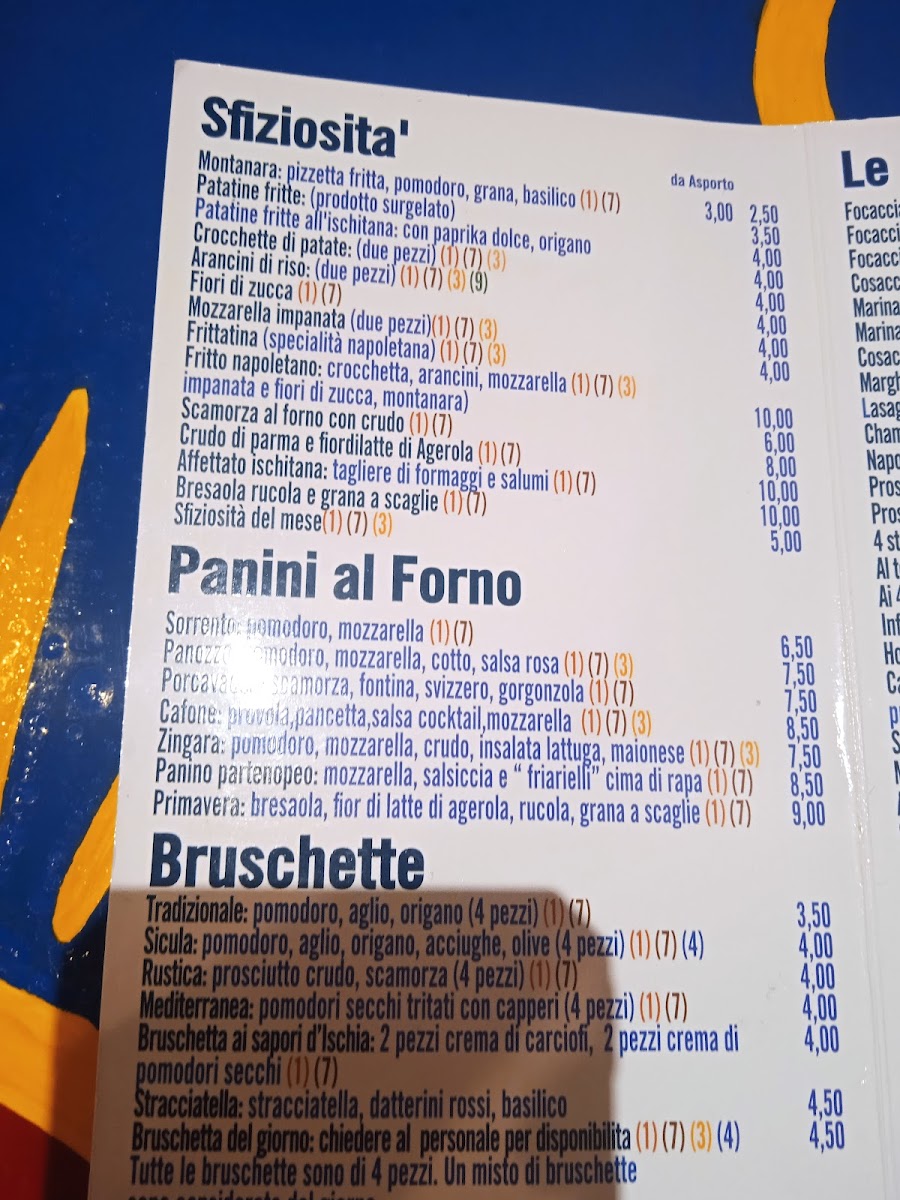 Sfiziosita'
da Asporto
Montanara: pizzetta fritta, pomodoro, grana, basilico (1)(7) 3,00 2,50
Patatine fritte: (prodotto surgelato) 3,50
Patatine fritte all'ischitana: con paprika dolce, origano 4,00
Crocchette di patate: (due pezzi) (1)(7)(3) 4,00
Arancini di riso: (due pezzi) (1)(7)(3)(9) 4,00
Fiori di zucca (1)(7) 4,00
Mozzarella impanata (due pezzi)(1)(7)(3) 4,00
Frittatina (specialità napoletana) (1)(7)(3) 4,00
Fritto napoletano: crocchetta, arancini, mozzarella (1)(7)(3)
impanata e fiori di zucca, montanara) 10,00
Scamorza al forno con crudo (1)(7) 6,00
Crudo di parma e fiordilatte di Agerola (1)(7) 8,00
Affettato ischitana: tagliere di formaggi e salumi (1)(7) 10,00
Bresaola rucola e grana a scaglie (1)(7) 10,00
Sfiziosità del mese(1)(7)(3) 5,00
Panini al Forno
Sorrento: pomodoro, mozzarella (1)(7) 6,50
pomodoro, mozzarella, cotto, salsa rosa (1)(7)(3) 7,50
scamorza, fontina, svizzero, gorgonzola (1)(7) 7,50
Cafone: provola,pancetta,salsa cocktail,mozzarella (1)(7)(3) 8,50
Zingara: pomodoro, mozzarella, crudo, insalata lattuga, maionese (1)(7)(3) 7,50
Panino partenopeo: mozzarella, salsiccia e “ friarielli” cima di rapa (1)(7) 8,50
Primavera: bresaola, fior di latte di agerola, rucola, grana a scaglie (1)(7) 9,00
Bruschette
Tradizionale: pomodoro, aglio, origano (4 pezzi) (1)(7) 3,50
Sicula: pomodoro, aglio, origano, acciughe, olive (4 pezzi) (1)(7)(4) 4,00
Rustica: prosciutto crudo, scamorza (4 pezzi) (1)(7) 4,00
Mediterranea: pomodori secchi tritati con capperi (4 pezzi) (1)(7) 4,00
Bruschetta ai sapori d’Ischia: 2 pezzi crema di carciofi, 2 pezzi crema di 4,00
pomodori secchi (1)(7)
Stracciatella: stracciatella, datterini rossi, basilico 4,50
Bruschetta del giorno: chiedere al personale per disponibilita (1)(7)(3)(4) 4,50
Tutte le bruschette sono di 4 pezzi. Un misto di bruschette
Le